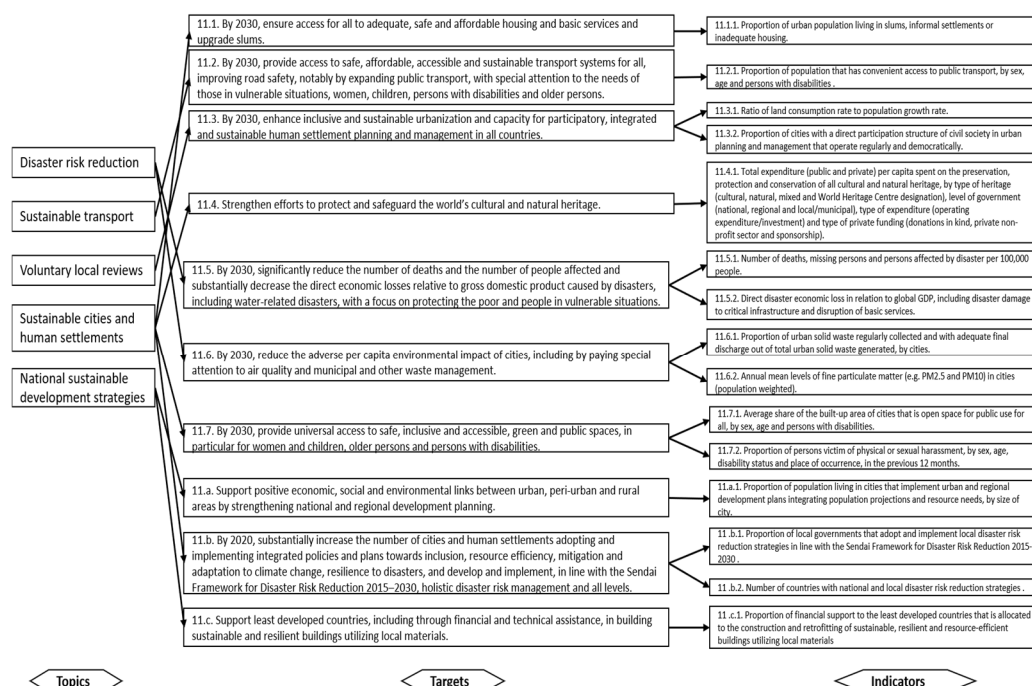 Disaster risk reduction
Sustainable transport
Voluntary local reviews
Sustainable cities and
human settlements
National sustainable
development strategies
11.1. By 2030, ensure access for all to adequate, safe and affordable housing and basic services and
upgrade slums.
11.2. By 2030, provide access to safe, affordable, accessible and sustainable transport systems for all,
improving road safety, notably by expanding public transport, with special attention to the needs of
those in vulnerable situations, women, children, persons with disabilities and older persons.
11.3. By 2030, enhance inclusive and sustainable urbanization and capacity for participatory, integrated
and sustainable human settlement planning and management in all countries.
11.4. Strengthen efforts to protect and safeguard the world's cultural and natural heritage.
11.5. By 2030, significantly reduce the number of deaths and the number of people affected and
substantially decrease the direct economic losses relative to gross domestic product caused by disasters,
including water-related disasters, with a focus on protecting the poor and people in vulnerable situations.
11.6. By 2030, reduce the adverse per capita environmental impact of cities, including by paying special
attention to air quality and municipal and other waste management.
11.7. By 2030, provide universal access to safe, inclusive and accessible, green and public spaces, in
particular for women and children, older persons and persons with disabilities.
11.a. Support positive economic, social and environmental links between urban, peri-urban and rural
areas by strengthening national and regional development planning.
11.b. By 2020, substantially increase the number of cities and human settlements adopting and
implementing integrated policies and plans towards inclusion, resource efficiency, mitigation and
adaptation to climate change, resilience to disasters, and develop and implement, in line with the Sendai
Framework for Disaster Risk Reduction 2015–2030, holistic disaster risk management and all levels.
11.c. Support least developed countries, including through financial and technical assistance, in building
sustainable and resilient buildings utilizing local materials.
11.1.1. Proportion of urban population living in slums, informal settlements or
inadequate housing.
11.2.1. Proportion of population that has convenient access to public transport, by sex,
age and persons with disabilities .
11.3.1. Ratio of land consumption rate to population growth rate.
11.3.2. Proportion of cities with a direct participation structure of civil society in urban
planning and management that operate regularly and democratically.
11.4.1. Total expenditure (public and private) per capita spent on the preservation,
protection and conservation of all cultural and natural heritage, by type of heritage
(cultural, natural, mixed and World Heritage Centre designation), level of government
(national, regional and local/municipal), type of expenditure (operating
expenditure/investment) and type of private funding (donations in kind, private non-
profit sector and sponsorship).
11.5.1. Number of deaths, missing persons and persons affected by disaster per 100,000
people.
11.5.2. Direct disaster economic loss in relation to global GDP, including disaster damage
to critical infrastructure and disruption of basic services.
11.6.1. Proportion of urban solid waste regularly collected and with adequate final
discharge out of total urban solid waste generated, by cities.
11.6.2. Annual mean levels of fine particulate matter (e.g. PM2.5 and PM10) in cities
(population weighted).
11.7.1. Average share of the built-up area of cities that is open space for public use for
all, by sex, age and persons with disabilities.
11.7.2. Proportion of persons victim of physical or sexual harassment, by sex, age,
disability status and place of occurrence, in the previous 12 months.
11.a.1. Proportion of population living in cities that implement urban and regional
development plans integrating population projections and resource needs, by size of
city.
11 .b.1. Proportion of local governments that adopt and implement local disaster risk
reduction strategies in line with the Sendai Framework for Disaster Risk Reduction 2015-
2030 .
11 .b.2. Number of countries with national and local disaster risk reduction strategies .
11 .c.1. Proportion of financial support to the least developed countries that is allocated
to the construction and retrofitting of sustainable, resilient and resource-efficient
buildings utilizing local materials
Topics
Targets
Indicators